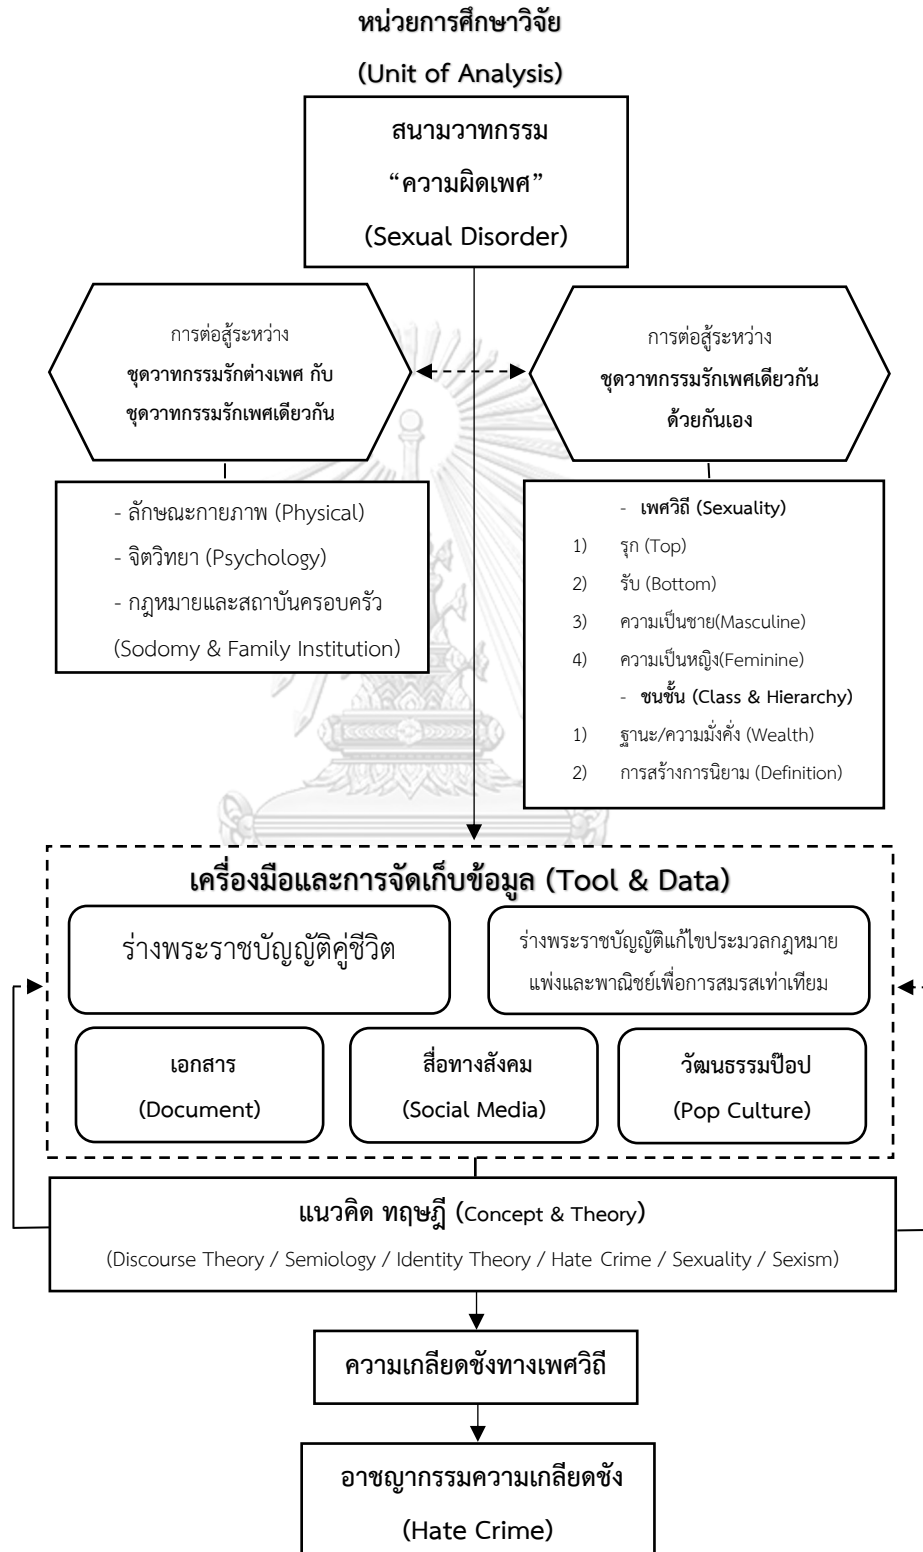 หน่วยการศึกษาวิจัย
(Unit of Analysis)
สนามวาทกรรม
“ความผิดเพศ”
(Sexual Disorder)
การต่อสู้ระหว่าง
ชุดวาทกรรมรักต่างเพศ กับ
ชุดวาทกรรมรักเพศเดียวกัน
การต่อสู้ระหว่าง
ชุดวาทกรรมรักเพศเดียวกัน
ด้วยกันเอง
- ลักษณะกายภาพ (Physical)
- จิตวิทยา (Psychology)
- กฎหมายและสถาบันครอบครัว
(Sodomy & Family Institution)
- เพศวิถี (Sexuality)
1) รุก (Top)
2) รับ (Bottom)
3) ความเป็นชาย(Masculine)
4) ความเป็นหญิง(Feminine)
- ชนชั้น (Class & Hierarchy)
1) ฐานะ/ความมั่งคั่ง (Wealth)
2) การสร้างการนิยาม (Definition)
เครื่องมือและการจัดเก็บข้อมูล (Tool & Data)
ร่างพระราชบัญญัติคู่ชีวิต
ร่างพระราชบัญญัติแก้ไขประมวลกฎหมาย
แพ่งและพาณิชย์เพื่อการสมรสเท่าเทียม
เอกสาร
(Document)
สื่อทางสังคม
(Social Media)
วัฒนธรรมป๊อป
(Pop Culture)
แนวคิด ทฤษฎี (Concept & Theory)
(Discourse Theory / Semiology / Identity Theory / Hate Crime / Sexuality / Sexism)
ความเกลียดชังทางเพศวิถี
อาชญากรรมความเกลียดชัง
(Hate Crime)